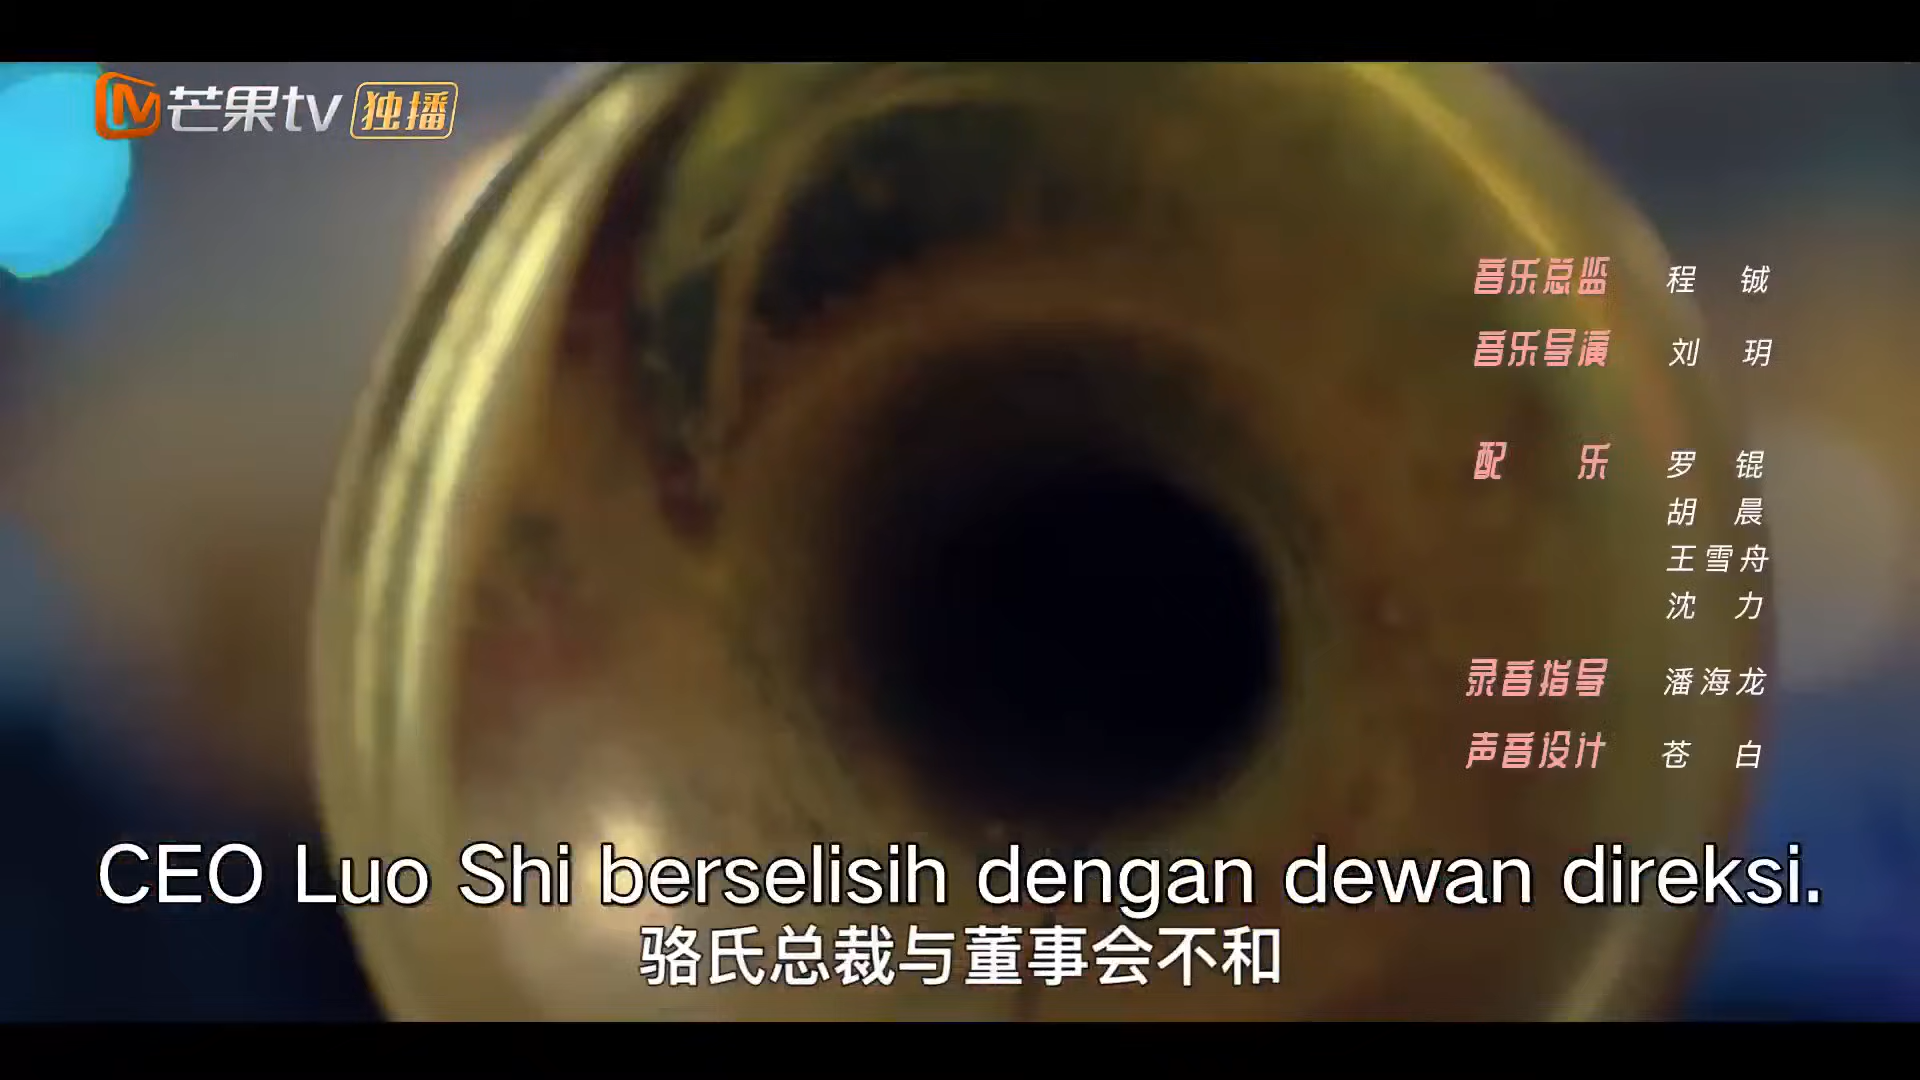 芒果tv 独播
音乐总监 程 铖
音乐导演 刘 玥
配 乐 罗 锟
胡 晨
王雪舟
沈 力
录音指导 潘海龙
声音设计 苍 白
CEO Luo Shi berselisih dengan dewan direksi.
骆氏总裁与董事会不和